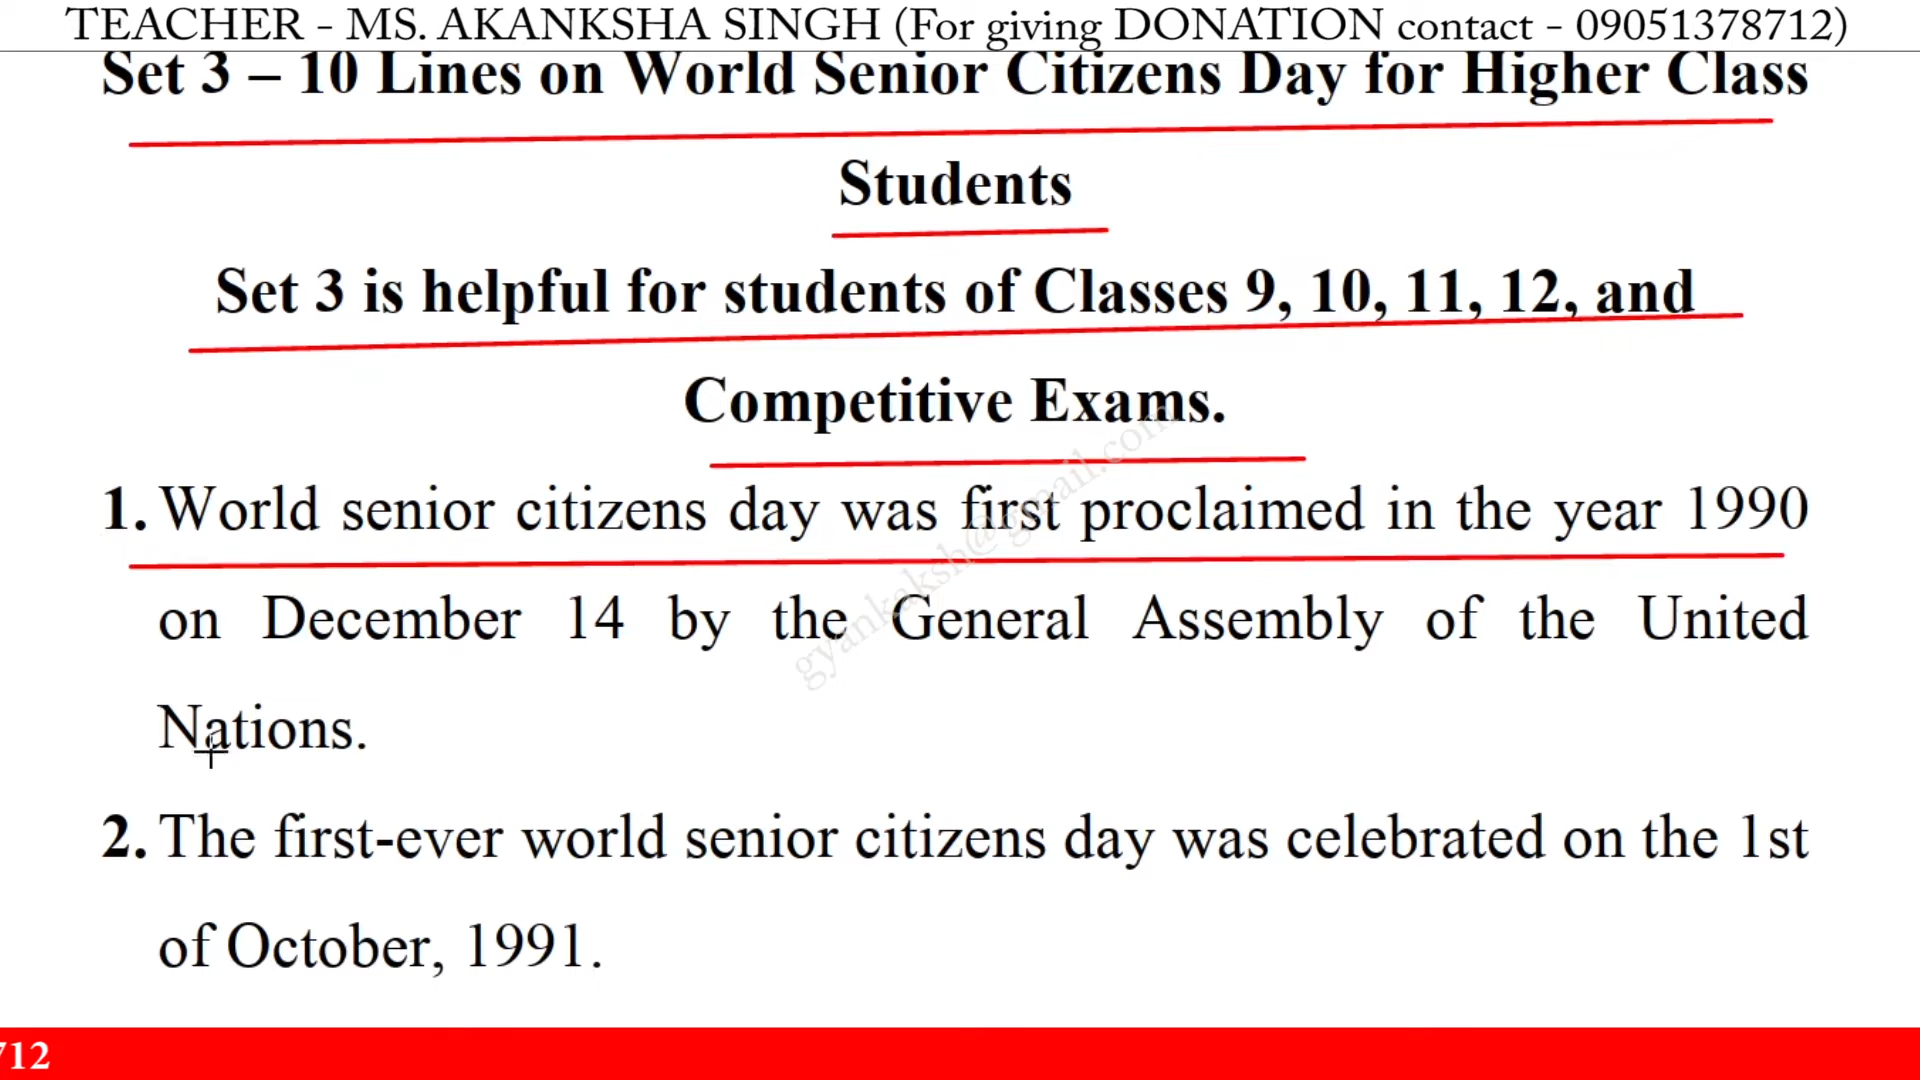 TEACHER - MS. AKANKSHA SINGH (For giving DONATION contact - 09051378712)
Set 3 – 10 Lines on World Senior Citizens Day for Higher Class
Students
Set 3 is helpful for students of Classes 9, 10, 11, 12, and
Competitive Exams.
gyankaksh@gmail.com
1. World senior citizens day was first proclaimed in the year 1990
on December 14 by the General Assembly of the United
Nations.
2. The first-ever world senior citizens day was celebrated on the 1st
of October, 1991.
712